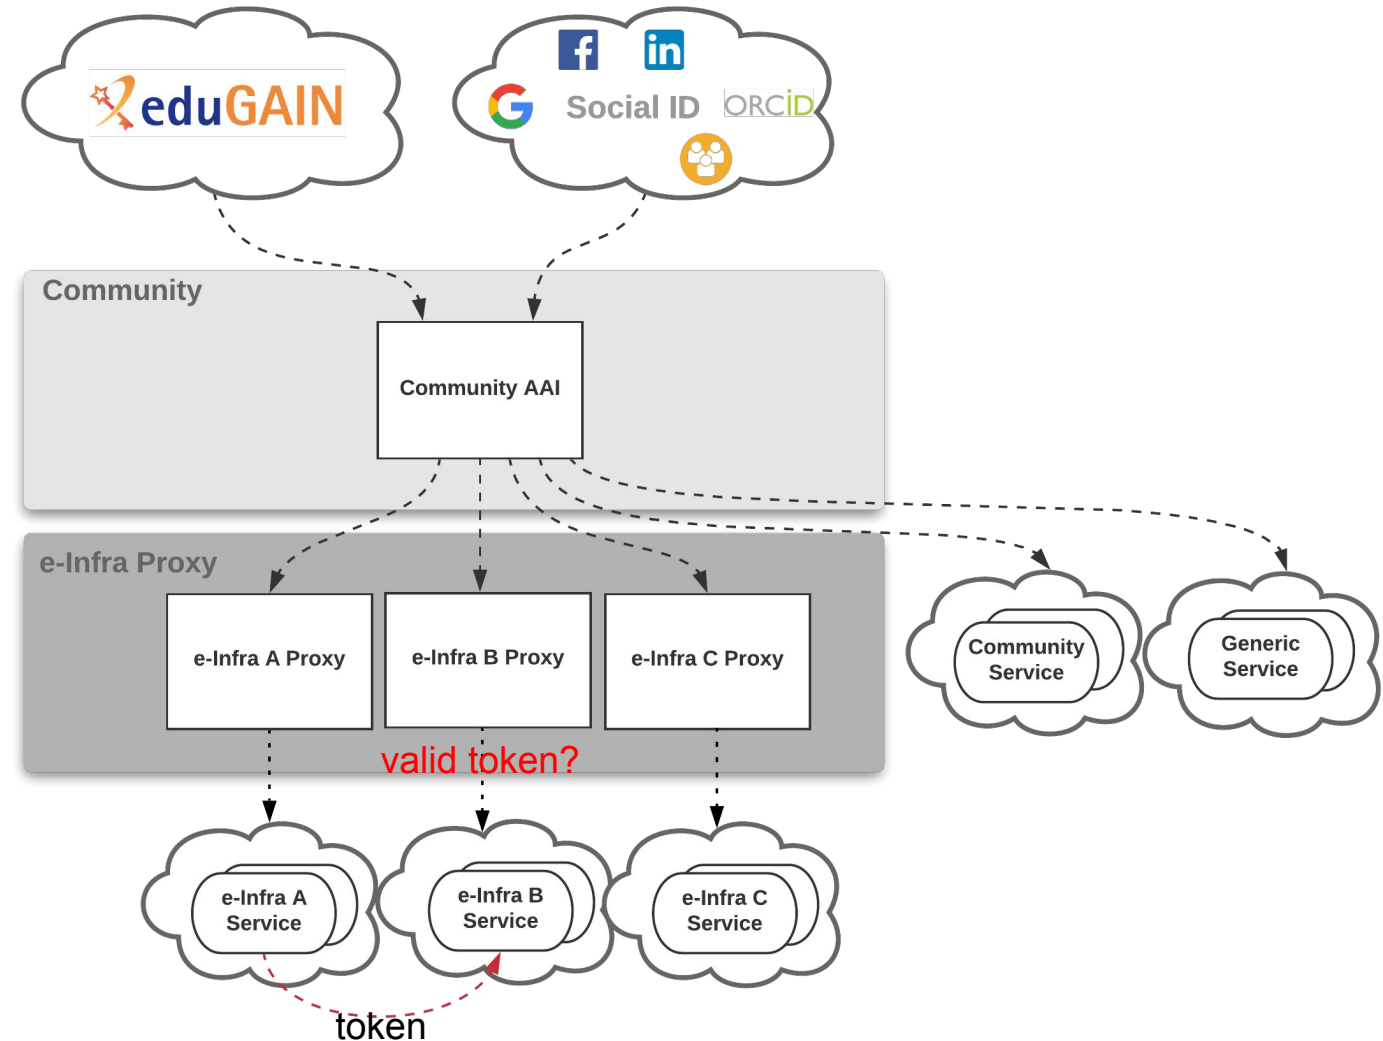 eduGAIN
f
in
G
Social ID
ORCiD
Community
Community AAI
e-Infra Proxy
e-Infra A Proxy
e-Infra B Proxy
e-Infra C Proxy
Community
Service
Generic
Service
valid token?
e-Infra A
Service
e-Infra B
Service
e-Infra C
Service
token